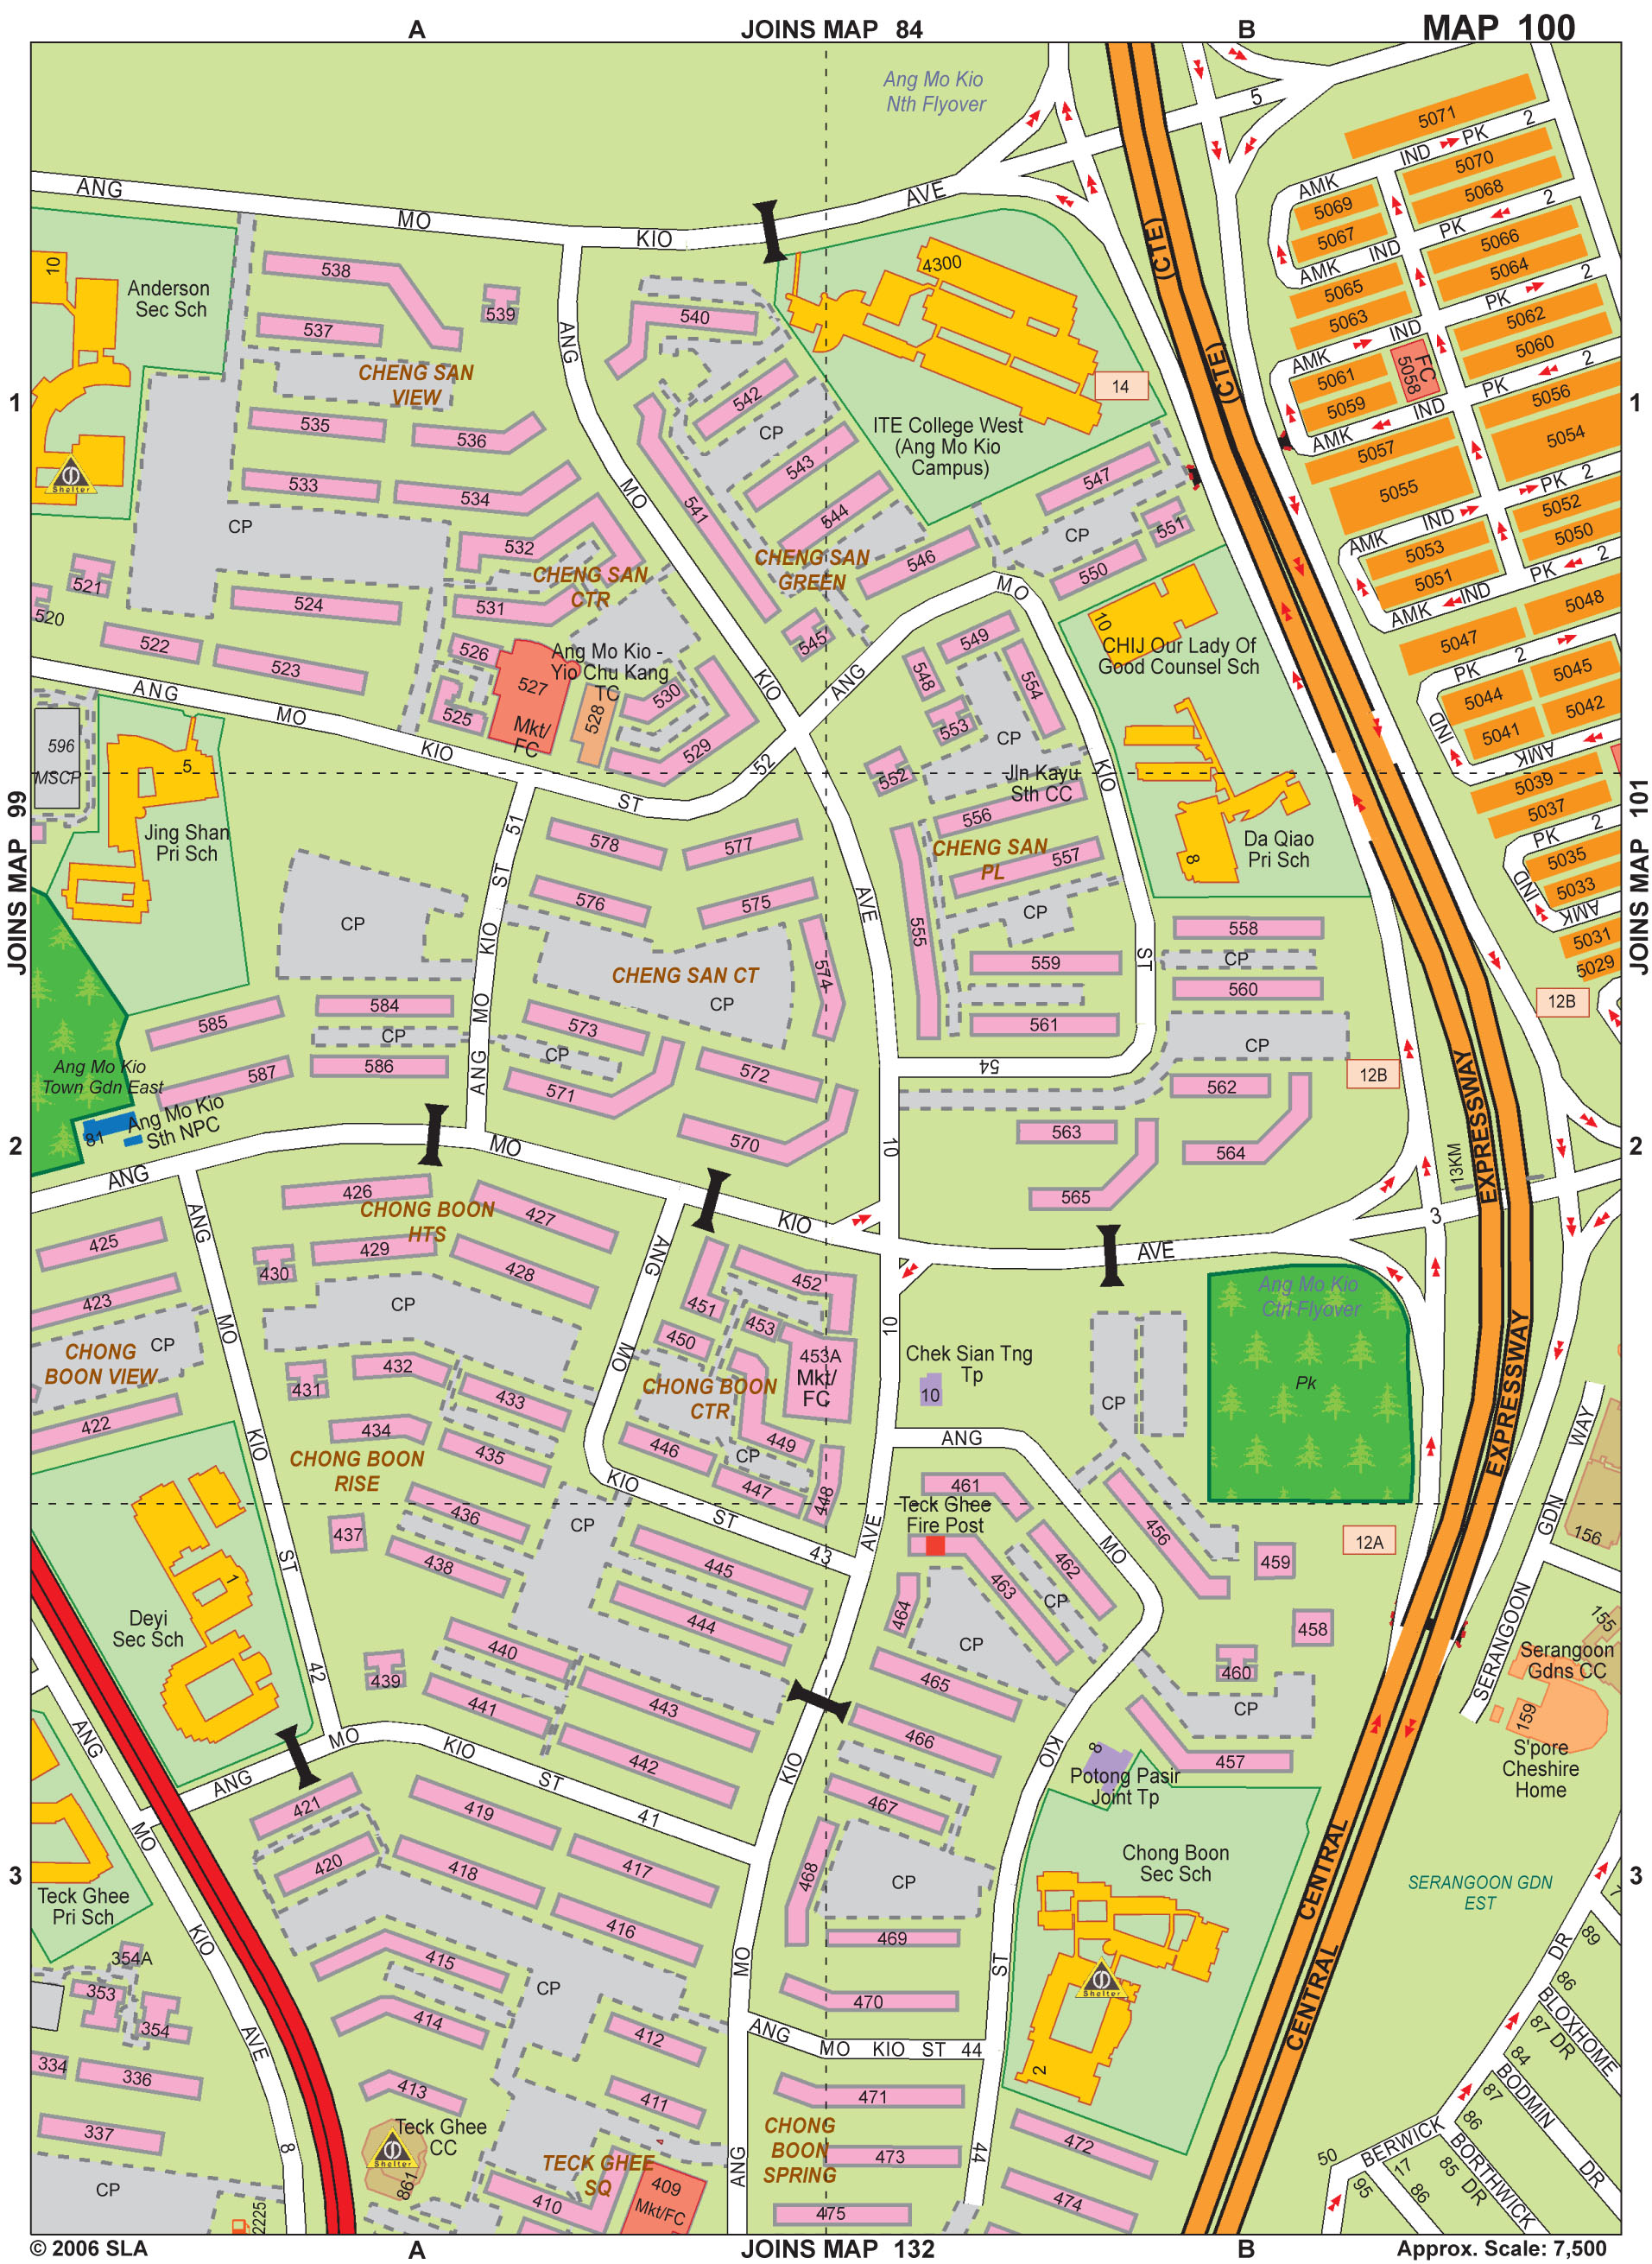 A
JOINS MAP 84
B
MAP 100
Ang Mo Kio
Nth Flyover
5
5071
IND
PK
2
AMK
5070
5068
5069
5067
PK
2
AMK
IND
5066
5064
5065
5063
PK
2
AMK
IND
5062
5060
5061
5059
FC
5058
PK
2
AMK
IND
5056
5054
5057
5055
PK
2
AMK
IND
5052
5050
5053
5051
AMK
IND
PK
2
5048
5047
PK
2
5045
5044
5042
5041
IND
AMK
5039
5037
PK
2
5035
5033
IND
AMK
5031
5029
ANG
MO
KIO
AVE
(CTE)
(CTE)
10
Anderson
Sec Sch
538
537
539
CHENG SAN
VIEW
540
542
CP
543
544
541
4300
14
ITE College West
(Ang Mo Kio
Campus)
1
1
535
536
533
534
CP
532
531
CHENG SAN
CTR
CHENG SAN
GREEN
546
547
CP
551
550
545
Shelter
521
520
524
522
523
526
525
527
Mkt/
FC
Ang Mo Kio -
Yio Chu Kang
TC
528
530
529
ANG
MO
KIO
ANG
MO
KIO
ST
52
ANG
MO
KIO
ST
54
549
548
554
553
CP
552
Jln Kayu
Sth CC
556
CHENG SAN
PL
557
CP
555
559
561
10
CHIJ Our Lady Of
Good Counsel Sch
Da Qiao
Pri Sch
8
558
CP
560
CP
562
564
563
565
12B
12B
13KM
EXPRESSWAY
EXPRESSWAY
JOINS MAP 99
JOINS MAP 101
596
MSCP
5
Jing Shan
Pri Sch
CP
584
CP
586
585
587
ANG MO KIO ST 51
578
577
576
575
574
CHENG SAN CT
CP
573
CP
571
572
570
AVE
10
Ang Mo Kio
Town Gdn East
81
Ang Mo Kio
Sth NPC
2
2
ANG
MO
KIO
AVE
3
425
423
CP
CHONG
BOON VIEW
422
ANG
MO
KIO
ST
42
426
CHONG BOON
HTS
427
429
430
428
CP
431
432
433
434
435
CHONG BOON
RISE
436
437
438
CP
ANG
MO
KIO
ST
43
452
451
453
450
453A
Mkt/
FC
CHONG BOON
CTR
446
449
CP
447
448
10
AVE
KIO
MO
ANG
Chek Sian Tng
Tp
10
CP
Ang Mo Kio
Ctrl Flyover
Pk
EXPRESSWAY
ANG
MO
KIO
ST
44
461
Teck Ghee
Fire Post
463
462
CP
464
CP
465
456
459
458
460
CP
457
12A
Deyi
Sec Sch
1
439
440
441
445
444
443
442
466
467
468
CP
469
470
8
Potong Pasir
Joint Tp
Chong Boon
Sec Sch
Shelter
2
GDN
WAY
SERANGOON
156
155
Serangoon
Gdns CC
159
S'pore
Cheshire
Home
CENTRAL
CENTRAL
ANG
MO
KIO
ST
41
421
420
419
418
417
416
415
CP
414
412
413
411
ANG
MO
KIO
AVE
8
3
3
Teck Ghee
Pri Sch
354A
353
354
334
336
337
CP
2225
Teck Ghee
CC
Shelter
861
TECK GHEE
SQ
410
409
Mkt/FC
ANG
MO KIO ST 44
471
CHONG
BOON
SPRING
473
475
472
474
SERANGOON GDN
EST
7
DR
89
86
BLOXHOME
DR
87
84
BODMIN
DR
87
86
BERWICK
BORTHWICK
DR
85
50
17
95
86
© 2006 SLA
A
JOINS MAP 132
B
Approx. Scale: 7,500